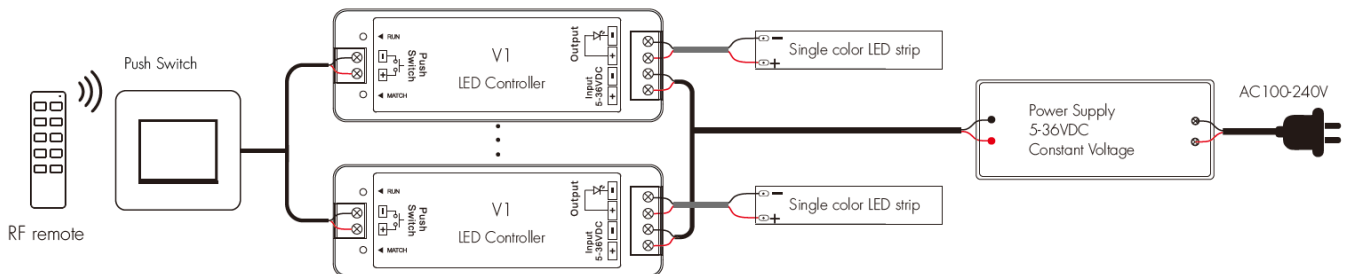 RF remote
Push Switch
RUN
Push
Switch
MATCH
V1
LED Controller
Output
Input
5-36VDC
Single color LED strip
RUN
Push
Switch
MATCH
V1
LED Controller
Output
Input
5-36VDC
Single color LED strip
Power Supply
5-36VDC
Constant Voltage
AC100-240V